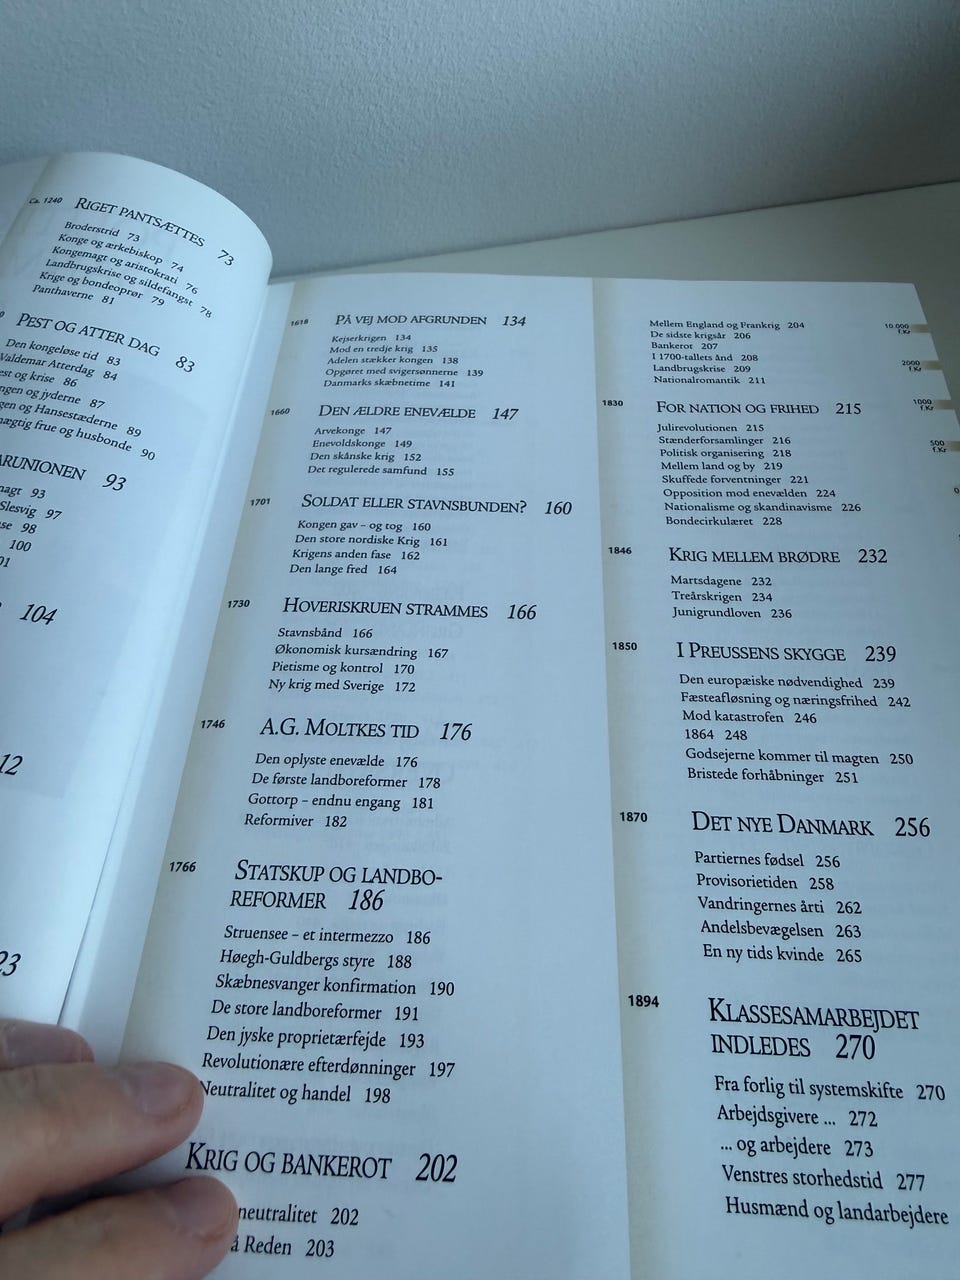 Ca. 1240 RIGET PANTSÆTTES 73
Broderstrid 73
Konge og ærkebiskop 74
Kongemagt og aristokrati 76
Landbrugskrise og sildefangst 78
Krige og bondeoprør 79
Panthaverne 81
PEST OG ATTER DAG 83
Den kongeløse tid 83
Valdemar Atterdag 84
og krise 86
og jyderne 87
og Hansestæderne 89
frue og husbonde 90
93
93
Slesvig 97
98
100
104
1618 PÅ VEJ MOD AFGRUNDEN 134
Kejserkrigen 134
Mod en tredje krig 135
Adelen stækker kongen 138
Opgøret med svigersønnerne 139
Danmarks skæbnetime 141
1660 DEN ÆLDRE ENEVÆLDE 147
Arvekonge 147
Enevoldskonge 149
Den skånske krig 152
Det regulerede samfund 155
1701 SOLDAT ELLER STAVNSBUNDEN? 160
Kongen gav – og tog 160
Den store nordiske Krig 161
Krigens anden fase 162
Den lange fred 164
1730 HOVERISKRUEN STRAMMES 166
Stavnsbånd 166
Økonomisk kursændring 167
Pietisme og kontrol 170
Ny krig med Sverige 172
1746 A.G. MOLTKES TID 176
Den oplyste enevælde 176
De første landboreformer 178
Gottorp – endnu engang 181
Reformiver 182
1766 STATSKUP OG LANDBO-
REFORMER 186
Struensee – et intermezzo 186
Høegh-Guldbergs styre 188
Skæbnesvanger konfirmation 190
De store landboreformer 191
Den jyske proprietærfejde 193
Revolutionære efterdønninger 197
Neutralitet og handel 198
KRIG OG BANKEROT 202
neutralitet 202
å Reden 203
Mellem England og Frankrig 204
De sidste krigsår 206
Bankerot 207
I 1700-tallets ånd 208
Landbrugskrise 209
Nationalromantik 211
1830 FOR NATION OG FRIHED 215
Julirevolutionen 215
Stænderforsamlinger 216
Politisk organisering 218
Mellem land og by 219
Skuffede forventninger 221
Opposition mod enevælden 224
Nationalisme og skandinavisme 226
Bondecirkulæret 228
1846 KRIG MELLEM BRØDRE 232
Martsdagene 232
Treårskrigen 234
Junigrundloven 236
1850 I PREUSSENS SKYGGE 239
Den europæiske nødvendighed 239
Fæsteafløsning og næringsfrihed 242
Mod katastrofen 246
1864 248
Godsejerne kommer til magten 250
Bristede forhåbninger 251
1870 DET NYE DANMARK 256
Partiernes fødsel 256
Provisorietiden 258
Vandringernes årti 262
Andelsbevægelsen 263
En ny tids kvinde 265
1894 KLASSESAMARBEJDET
INDLEDES 270
Fra forlig til systemskifte 270
Arbejdsgivere ... 272
... og arbejdere 273
Venstres storhedstid 277
Husmænd og landarbejdere
10.000
f.Kr
2000
f.Kr
1000
f.Kr
500
f.Kr